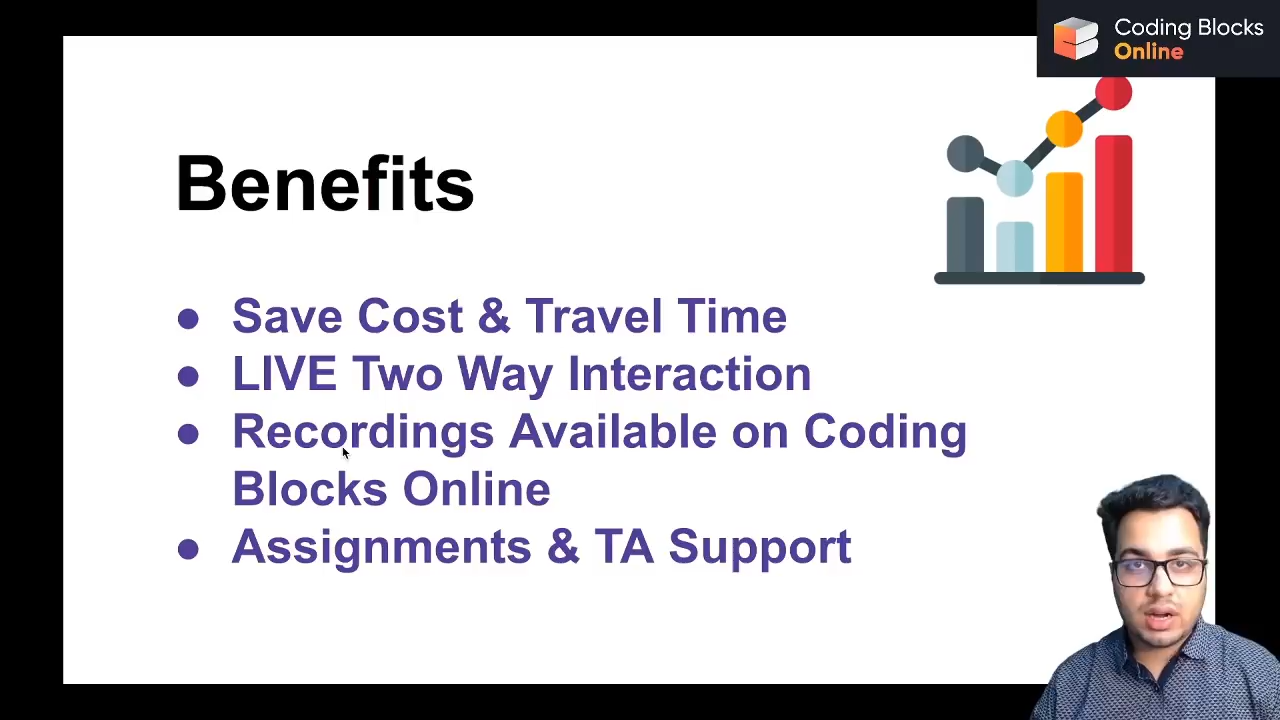 Coding Blocks
Online
Benefits
● Save Cost & Travel Time
● LIVE Two Way Interaction
● Recordings Available on Coding
Blocks Online
● Assignments & TA Support